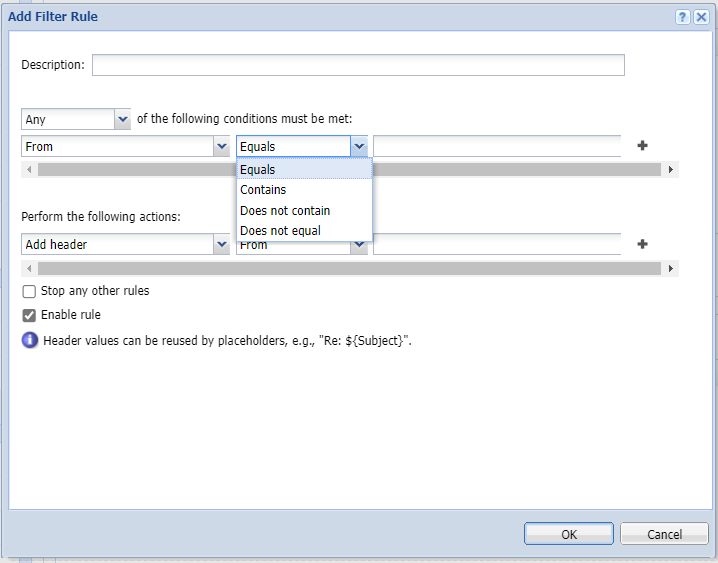 Add Filter Rule
Description:
Any of the following conditions must be met:
From Equals
Equals
Contains
Does not contain
Does not equal
Perform the following actions:
Add header From
Stop any other rules
Enable rule
Header values can be reused by placeholders, e.g., "Re: ${Subject}".
OK Cancel